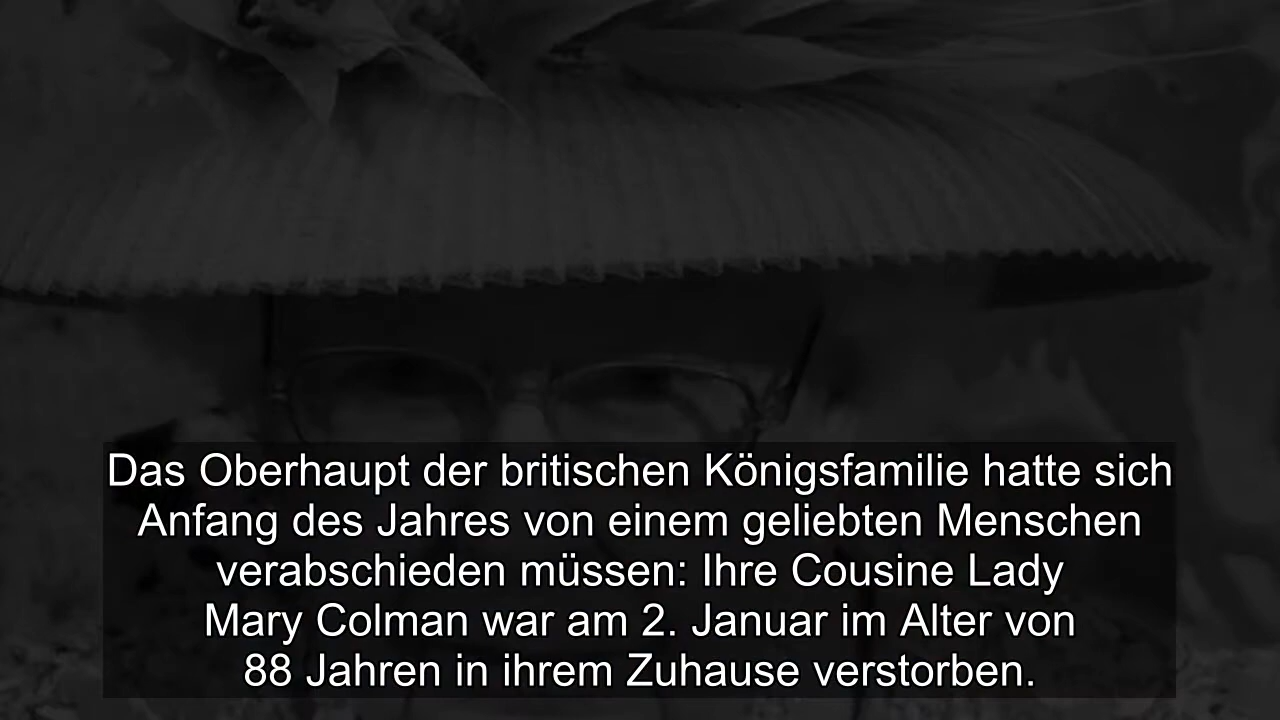 Das Oberhaupt der britischen Königsfamilie hatte sich
Anfang des Jahres von einem geliebten Menschen
verabschieden müssen: Ihre Cousine Lady
Mary Colman war am 2. Januar im Alter von
88 Jahren in ihrem Zuhause verstorben.